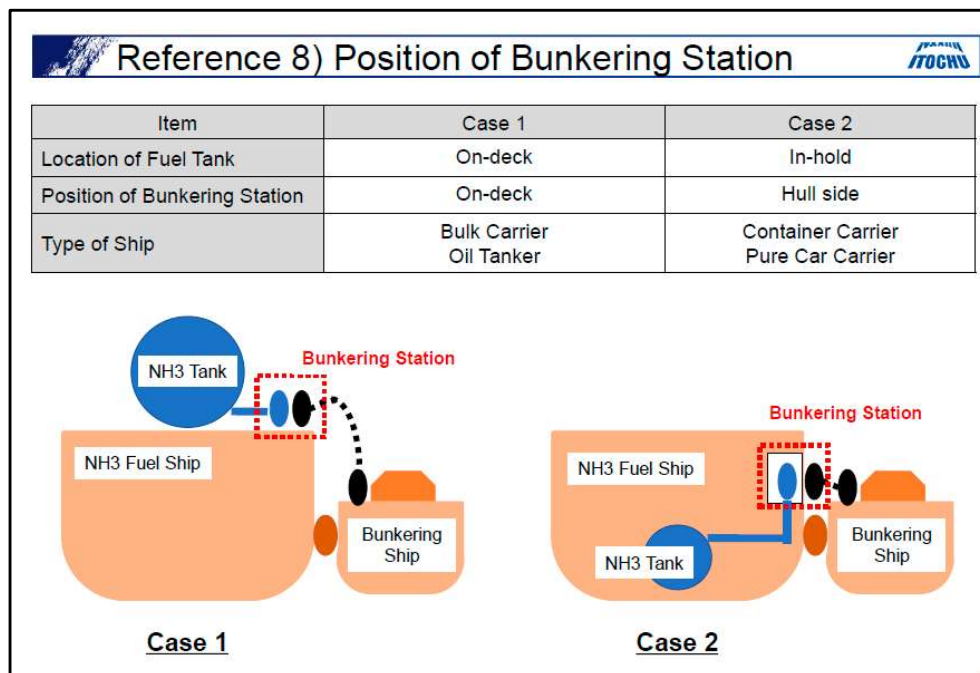 Reference 8) Position of Bunkering Station
ITOCHU
Item Case 1 Case 2
Location of Fuel Tank On-deck In-hold
Position of Bunkering Station On-deck Hull side
Type of Ship Bulk Carrier Container Carrier
Oil Tanker Pure Car Carrier
Bunkering Station
NH3 Tank
NH3 Fuel Ship
Bunkering
Ship
Case 1
Bunkering Station
NH3 Fuel Ship
NH3 Tank
Bunkering
Ship
Case 2